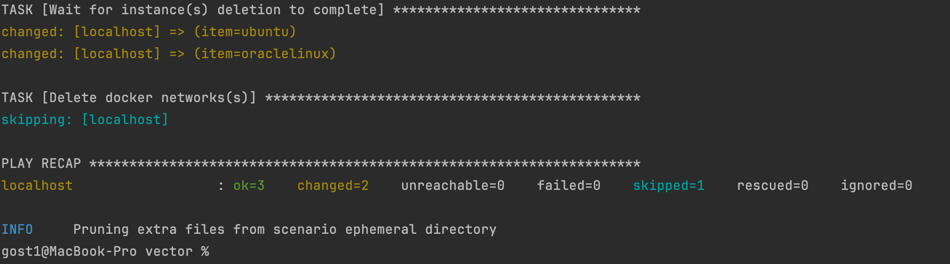 TASK [Wait for instance(s) deletion to complete] *******************************
changed: [localhost] => (item=ubuntu)
changed: [localhost] => (item=oraclelinux)
TASK [Delete docker networks(s)] ***********************************************
skipping: [localhost]
PLAY RECAP *********************************************************************
localhost                  : ok=3    changed=2    unreachable=0    failed=0    skipped=1    rescued=0    ignored=0
INFO     Pruning extra files from scenario ephemeral directory
gost1@MacBook-Pro vector %